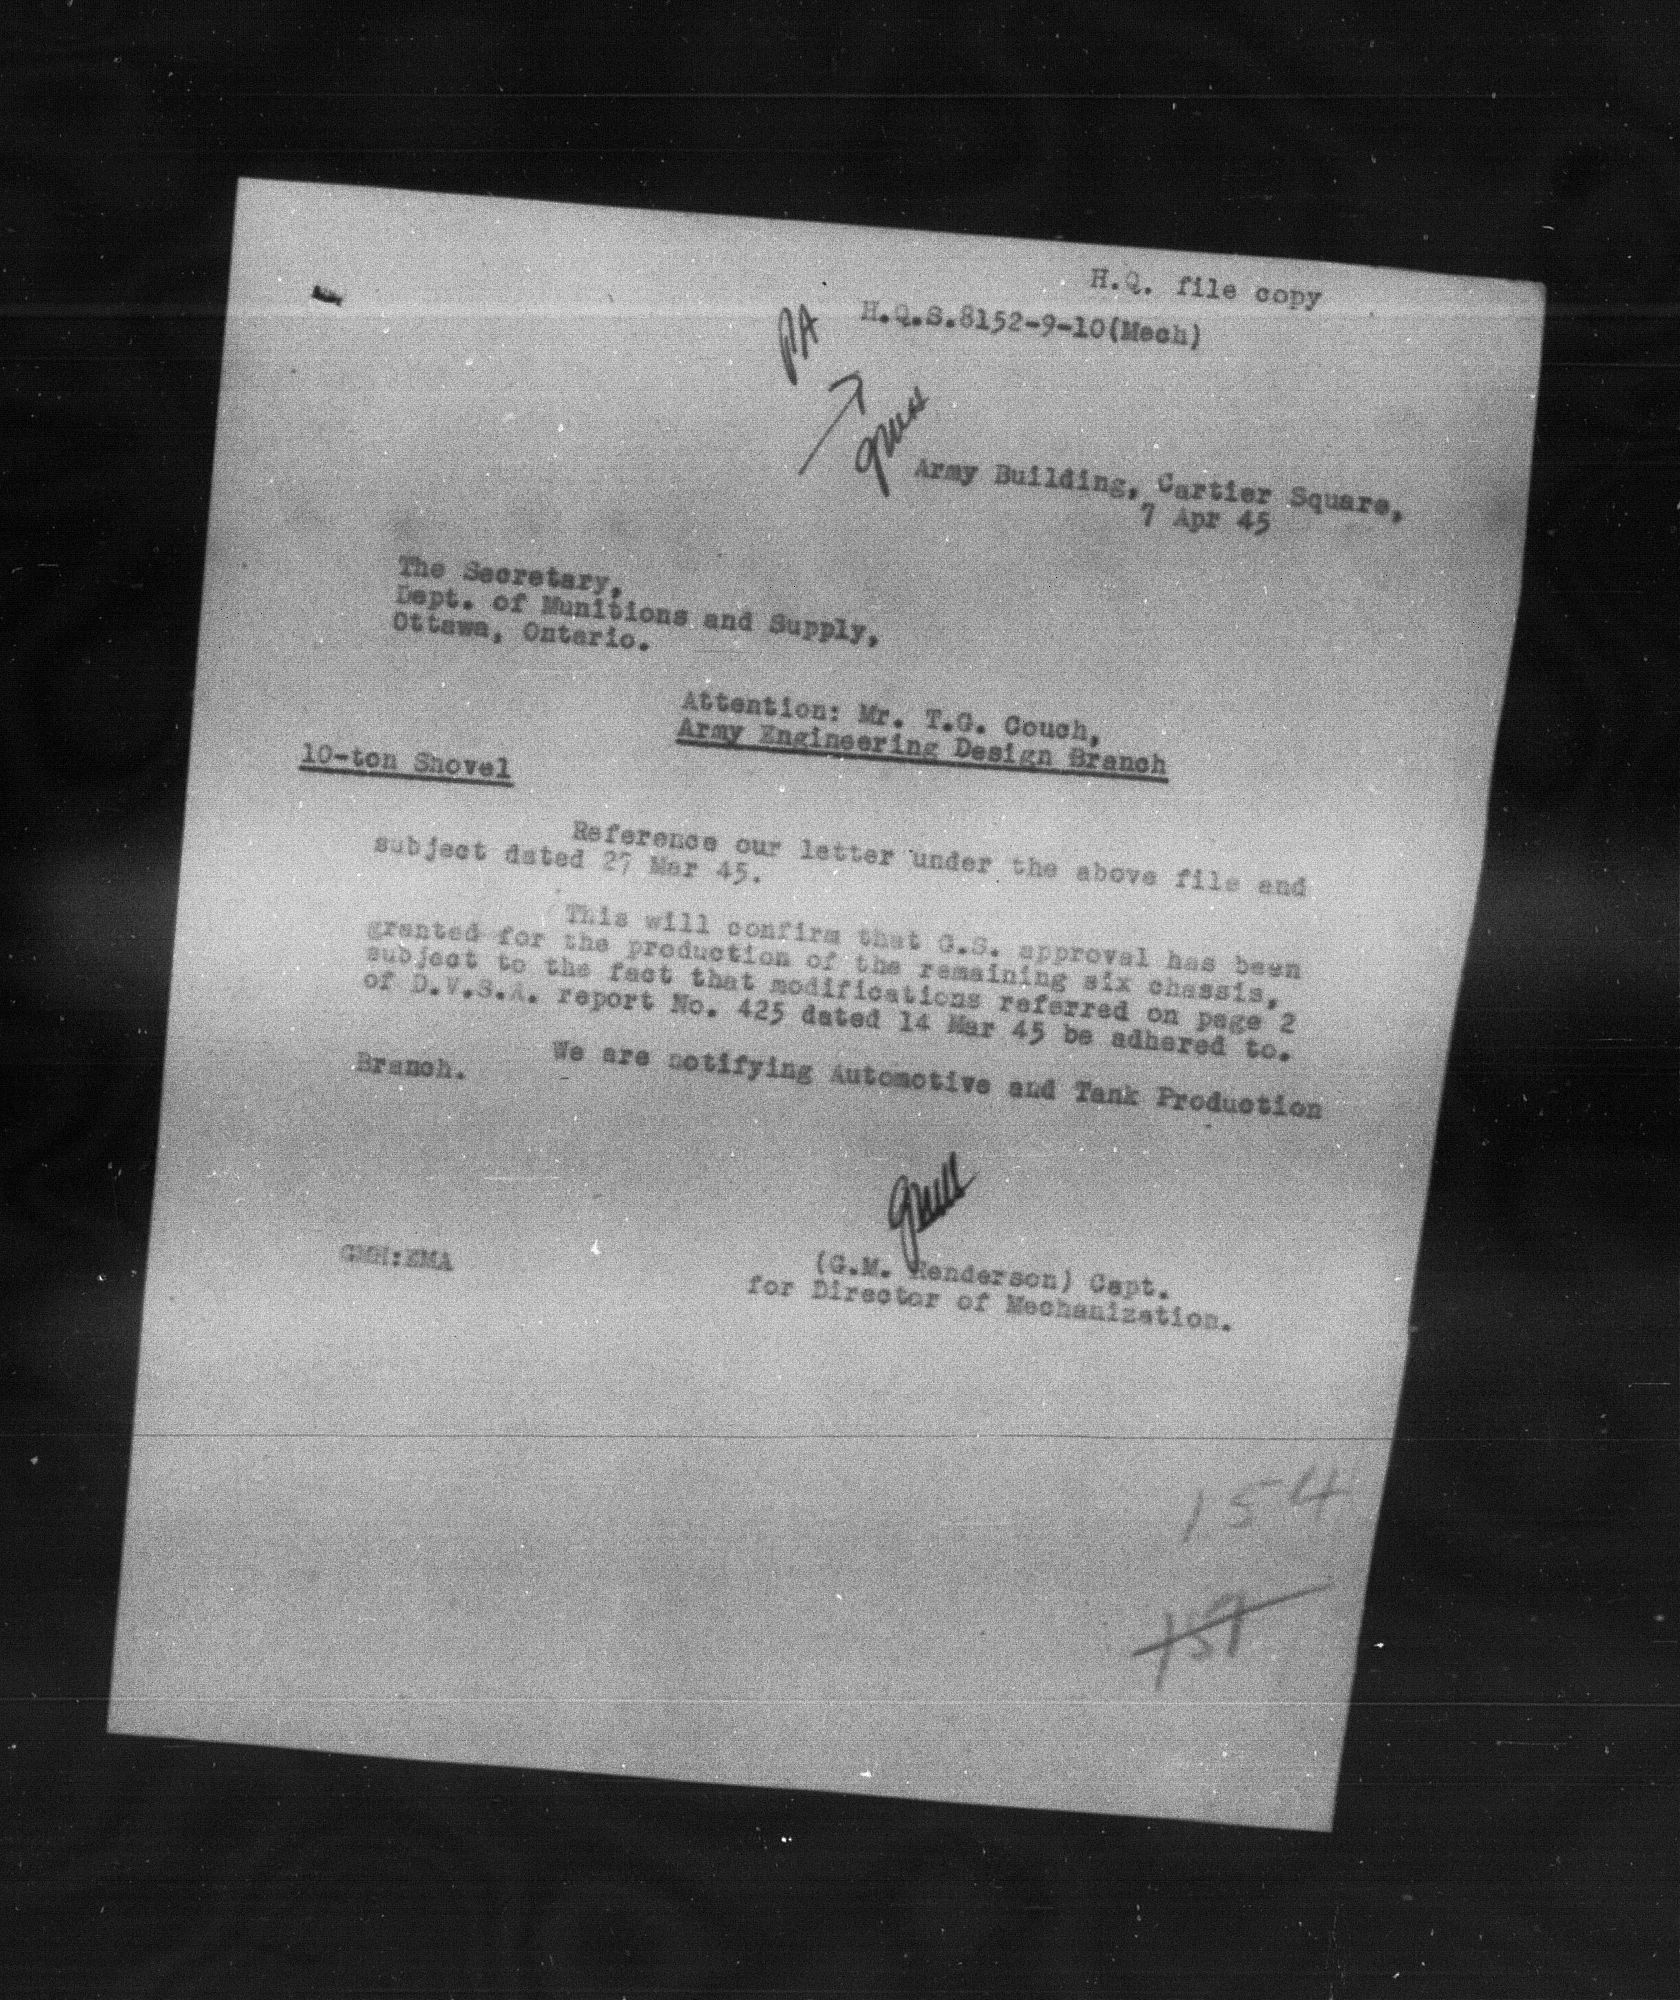 H.Q. file copy
H.Q.S.8152-9-10(Mech)
PA
Army Building, Cartier Square,
7 Apr 45
The Secretary,
Dept. of Munitions and Supply,
Ottawa, Ontario.
Attention: Mr. T.G. Couch,
Army Engineering Design Branch
10-ton Shovel
Reference our letter under the above file and
subject dated 27 Mar 45.
This will confirm that G.S. approval has been
granted for the production of the remaining six chassis,
subject to the fact that modifications referred on page 2
of D.V.S.A. report No. 425 dated 14 Mar 45 be adhered to.
We are notifying Automotive and Tank Production
Branch.
(G.M. Henderson) Capt.
for Director of Mechanization.
GMH:EMA
154
157